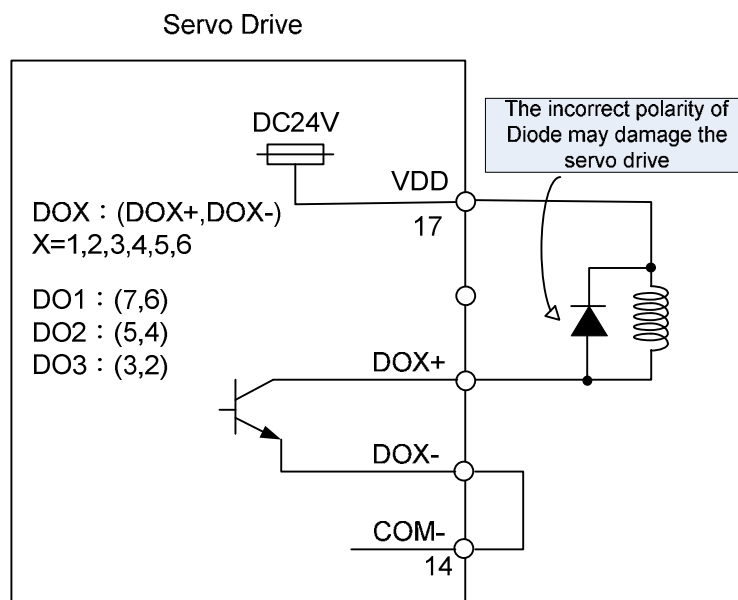 Servo Drive
The incorrect polarity of
Diode may damage the
servo drive
DC24V
VDD
17
DOX : (DOX+,DOX-)
X=1,2,3,4,5,6
DO1 : (7,6)
DO2 : (5,4)
DO3 : (3,2)
DOX+
DOX-
COM-
14